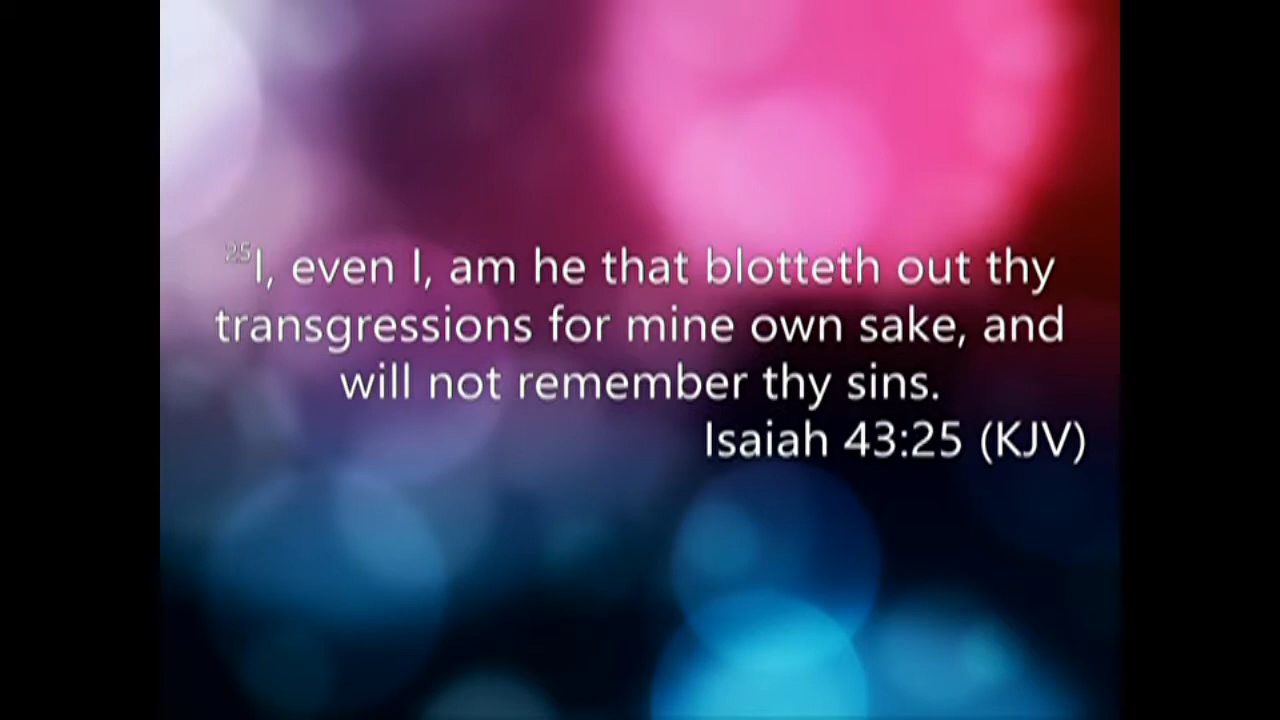 25I, even I, am he that blotteth out thy
transgressions for mine own sake, and
will not remember thy sins.
Isaiah 43:25 (KJV)